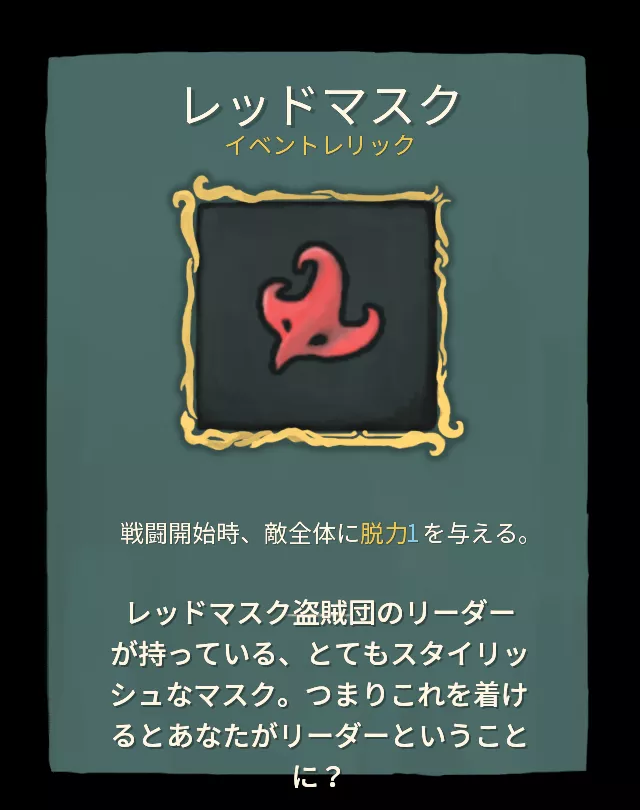 レッドマスク
イベントレリック
戦闘開始時、敵全体に脱力1を与える。
レッドマスク盗賊団のリーダー
が持っている、とてもスタイリッ
シュなマスク。つまりこれを着け
るとあなたがリーダーということ
に？